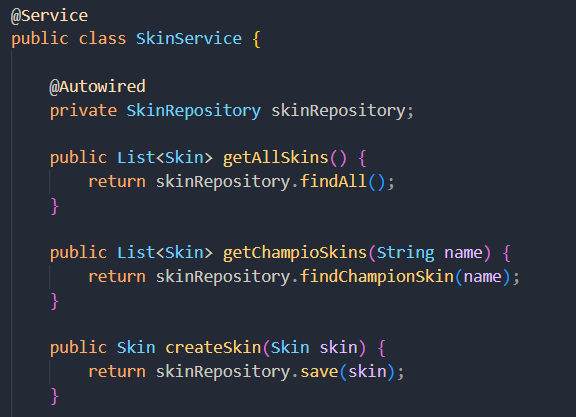 @Service
public class SkinService {
@Autowired
private SkinRepository skinRepository;
public List<Skin> getAllSkins() {
return skinRepository.findAll();
}
public List<Skin> getChampioSkins(String name) {
return skinRepository.findChampionSkin(name);
}
public Skin createSkin(Skin skin) {
return skinRepository.save(skin);
}